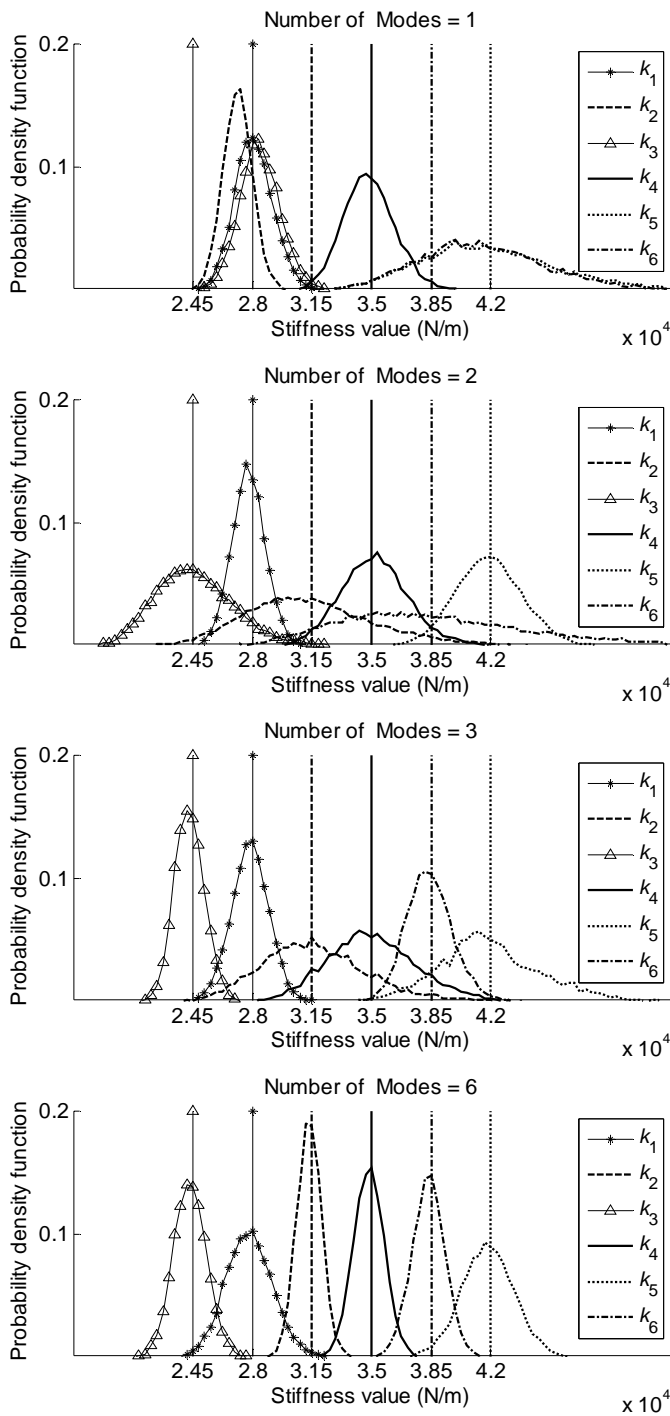 Number of Modes = 1
Probability density function
0.2
0.1
k1
k2
k3
k4
k5
k6
2.45 2.8 3.15 3.5 3.85 4.2
Stiffness value (N/m)
x 10^4
Number of Modes = 2
Probability density function
0.2
0.1
k1
k2
k3
k4
k5
k6
2.45 2.8 3.15 3.5 3.85 4.2
Stiffness value (N/m)
x 10^4
Number of Modes = 3
Probability density function
0.2
0.1
k1
k2
k3
k4
k5
k6
2.45 2.8 3.15 3.5 3.85 4.2
Stiffness value (N/m)
x 10^4
Number of Modes = 6
Probability density function
0.2
0.1
k1
k2
k3
k4
k5
k6
2.45 2.8 3.15 3.5 3.85 4.2
Stiffness value (N/m)
x 10^4